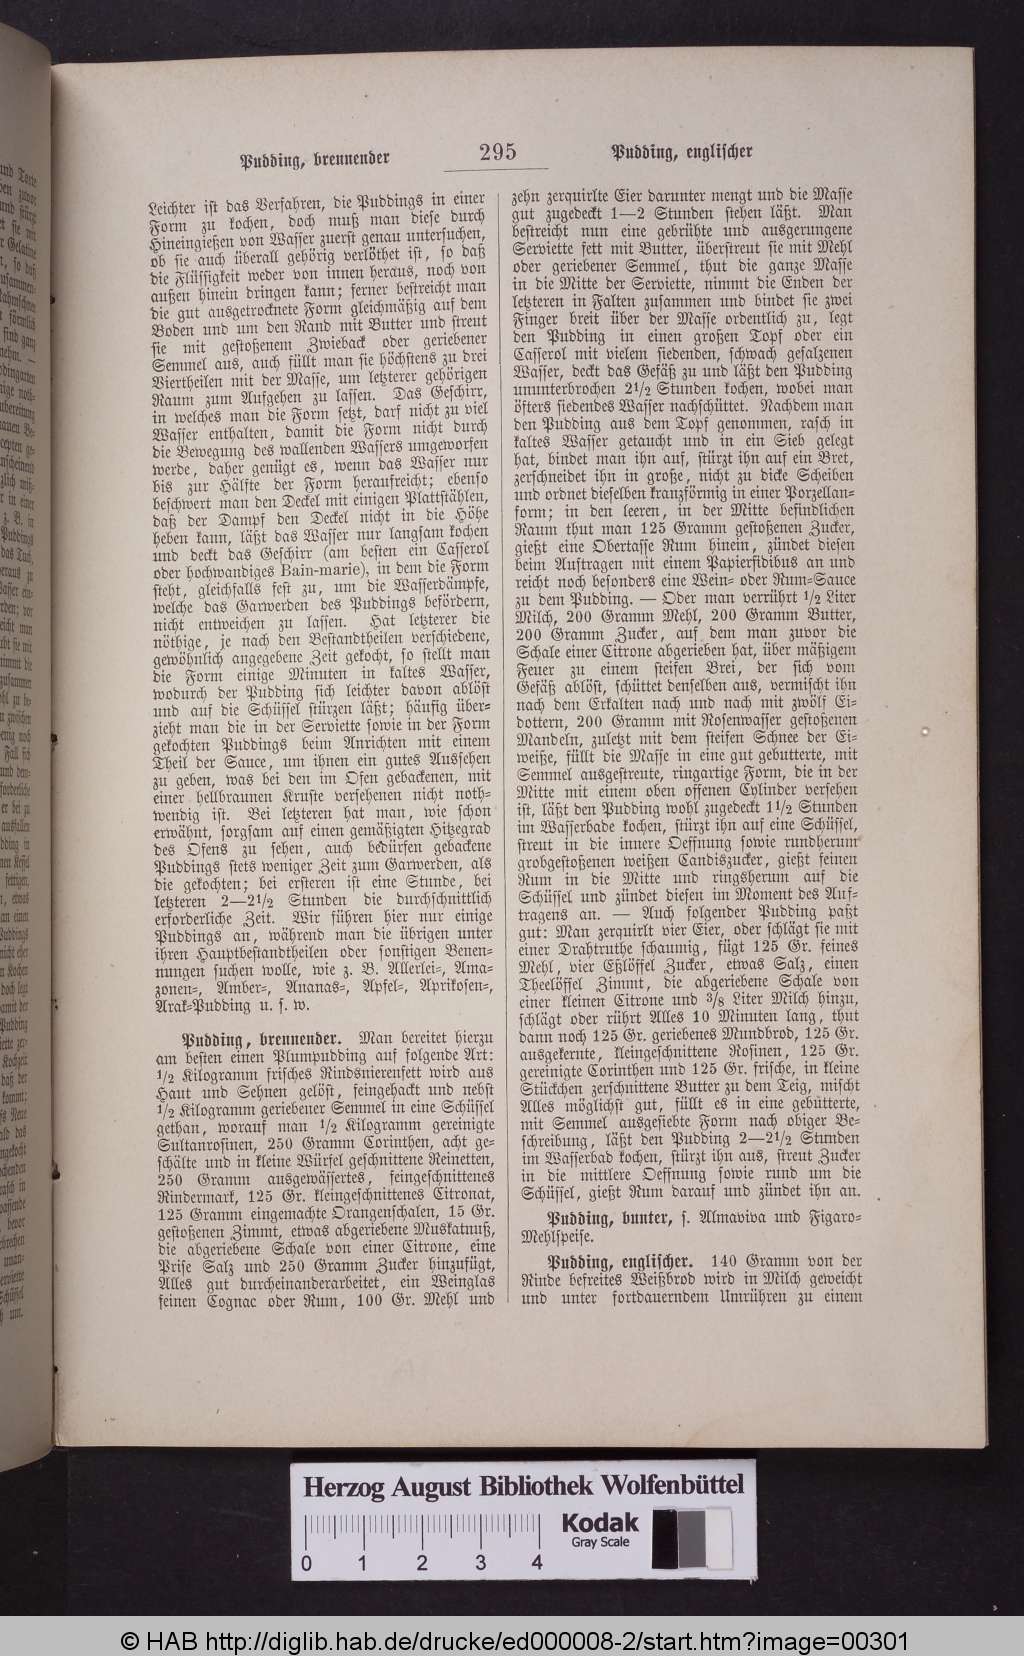 Pudding, brennender
295
Pudding, englischer
Leichter ist das Verfahren, die Puddings in einer
Form zu kochen, doch muß man diese durch
Hineingießen von Wasser zuerst genau untersuchen,
ob sie auch überall gehörig verlöthet ist, so daß
die Flüssigkeit weder von innen heraus, noch von
außen hinein dringen kann; ferner bestreicht man
die gut ausgetrocknete Form gleichmäßig auf dem
Boden und um den Rand mit Butter und streut
sie mit gestoßenem Zwieback oder geriebener
Semmel aus, auch füllt man sie höchstens zu drei
Viertheilen mit der Masse, um letzterer gehörigen
Raum zum Aufgehen zu lassen. Das Geschirr,
in welches man die Form setzt, darf nicht zu viel
Wasser enthalten, damit die Form nicht durch
die Bewegung des wallenden Wassers umgeworfen
werde, daher genügt es, wenn das Wasser nur
bis zur Hälfte der Form heraufreicht; ebenso
beschwert man den Deckel mit einigen Plattstählen,
daß der Dampf den Deckel nicht in die Höhe
heben kann, läßt das Wasser nur langsam kochen
und deckt das Geschirr (am besten ein Casserol
oder hochwandiges Bain-marie), in dem die Form
steht, gleichfalls fest zu, um die Wasserdämpfe,
welche das Garwerden des Puddings befördern,
nicht entweichen zu lassen. Hat letzterer die
nöthige, je nach den Bestandtheilen verschiedene,
gewöhnlich angegebene Zeit gekocht, so stellt man
die Form einige Minuten in kaltes Wasser,
wodurch der Pudding sich leichter davon ablöst
und auf die Schüssel stürzen läßt; häufig über-
zieht man die in der Serviette sowie in der Form
gekochten Puddings beim Anrichten mit einem
Theil der Sauce, um ihnen ein gutes Aussehen
zu geben, was bei den im Ofen gebackenen, mit
einer hellbraunen Kruste versehenen nicht noth-
wendig ist. Bei letzteren hat man, wie schon
erwähnt, sorgsam auf einen gemäßigten Hitzegrad
des Ofens zu sehen, auch bedürfen gebackene
Puddings stets weniger Zeit zum Garwerden, als
die gekochten; bei ersteren ist eine Stunde, bei
letzteren 2—2½ Stunden die durchschnittlich
erforderliche Zeit. Wir führen hier nur einige
Puddings an, während man die übrigen unter
ihren Hauptbestandtheilen oder sonstigen Benen-
nungen suchen wolle, wie z. B. Allerlei-, Ama-
zonen-, Amber-, Ananas-, Apfel-, Aprikosen-,
Arak-Pudding u. s. w.
Pudding, brennender. Man bereitet hierzu
am besten einen Plumpudding auf folgende Art:
1/2 Kilogramm frisches Rindsnierenfett wird aus
Haut und Sehnen gelöst, feingehackt und nebst
1/2 Kilogramm geriebener Semmel in eine Schüssel
gethan, worauf man 1/2 Kilogramm gereinigte
Sultanrosinen, 250 Gramm Corinthen, acht ge-
schälte und in kleine Würfel geschnittene Reinetten,
250 Gramm ausgewässertes, feingeschnittenes
Rindermark, 125 Gr. kleingeschnittenes Citronat,
125 Gramm eingemachte Orangenschalen, 15 Gr.
gestoßenen Zimmt, etwas abgeriebene Muskatnuß,
die abgeriebene Schale von einer Citrone, eine
Prise Salz und 250 Gramm Zucker hinzufügt,
Alles gut durcheinanderarbeitet, ein Weinglas
feinen Cognac oder Rum, 100 Gr. Mehl und
zehn zerquirlte Eier darunter mengt und die Masse
gut zugedeckt 1—2 Stunden stehen läßt. Man
bestreicht nun eine gebrühte und ausgerungene
Serviette fett mit Butter, überstreut sie mit Mehl
oder geriebener Semmel, thut die ganze Masse
in die Mitte der Serviette, nimmt die Enden der
letzteren in Falten zusammen und bindet sie zwei
Finger breit über der Masse ordentlich zu, legt
den Pudding in einen großen Topf oder ein
Casserol mit vielem siedenden, schwach gesalzenen
Wasser, deckt das Gefäß zu und läßt den Pudding
ununterbrochen 2½ Stunden kochen, wobei man
öfters siedendes Wasser nachschüttet. Nachdem man
den Pudding aus dem Topf genommen, rasch in
kaltes Wasser getaucht und in ein Sieb gelegt
hat, bindet man ihn auf, stürzt ihn auf ein Bret,
zerschneidet ihn in große, nicht zu dicke Scheiben
und ordnet dieselben kranzförmig in einer Porzellan-
form; in den leeren, in der Mitte befindlichen
Raum thut man 125 Gramm gestoßenen Zucker,
gießt eine Obertasse Rum hinein, zündet diesen
beim Auftragen mit einem Papierfidibus an und
reicht noch besonders eine Wein- oder Rum-Sauce
zu dem Pudding. — Oder man verrührt 1/2 Liter
Milch, 200 Gramm Mehl, 200 Gramm Butter,
200 Gramm Zucker, auf dem man zuvor die
Schale einer Citrone abgerieben hat, über mäßigem
Feuer zu einem steifen Brei, der sich vom
Gefäß ablöst, schüttet denselben aus, vermischt ihn
nach dem Erkalten nach und nach mit zwölf Ei-
dottern, 200 Gramm mit Rosenwasser gestoßenen
Mandeln, zuletzt mit dem steifen Schnee der Ei-
weiße, füllt die Masse in eine gut gebutterte, mit
Semmel ausgestreute, ringartige Form, die in der
Mitte mit einem oben offenen Cylinder versehen
ist, läßt den Pudding wohl zugedeckt 1½ Stunden
im Wasserbade kochen, stürzt ihn auf eine Schüssel,
streut in die innere Oeffnung sowie rundherum
grobgestoßenen weißen Candiszucker, gießt feinen
Rum in die Mitte und ringsherum auf die
Schüssel und zündet diesen im Moment des Auf-
tragens an. — Auch folgender Pudding paßt
gut: Man zerquirlt vier Eier, oder schlägt sie mit
einer Drahtruthe schaumig, fügt 125 Gr. feines
Mehl, vier Eßlöffel Zucker, etwas Salz, einen
Theelöffel Zimmt, die abgeriebene Schale von
einer kleinen Citrone und 3/8 Liter Milch hinzu,
schlägt oder rührt Alles 10 Minuten lang, thut
dann noch 125 Gr. geriebenes Mundbrod, 125 Gr.
ausgekernte, kleingeschnittene Rosinen, 125 Gr.
gereinigte Corinthen und 125 Gr. frische, in kleine
Stückchen zerschnittene Butter zu dem Teig, mischt
Alles möglichst gut, füllt es in eine gebutterte,
mit Semmel ausgesiebte Form nach obiger Be-
schreibung, läßt den Pudding 2—2½ Stunden
im Wasserbad kochen, stürzt ihn aus, streut Zucker
in die mittlere Oeffnung sowie rund um die
Schüssel, gießt Rum darauf und zündet ihn an.
Pudding, bunter, s. Almaviva und Figaro-
Mehlspeise.
Pudding, englischer. 140 Gramm von der
Rinde befreites Weißbrod wird in Milch geweicht
und unter fortdauerndem Umrühren zu einem
Herzog August Bibliothek Wolfenbüttel
Kodak
Gray Scale
0 1 2 3 4
© HAB http://diglib.hab.de/drucke/ed000008-2/start.htm?image=00301